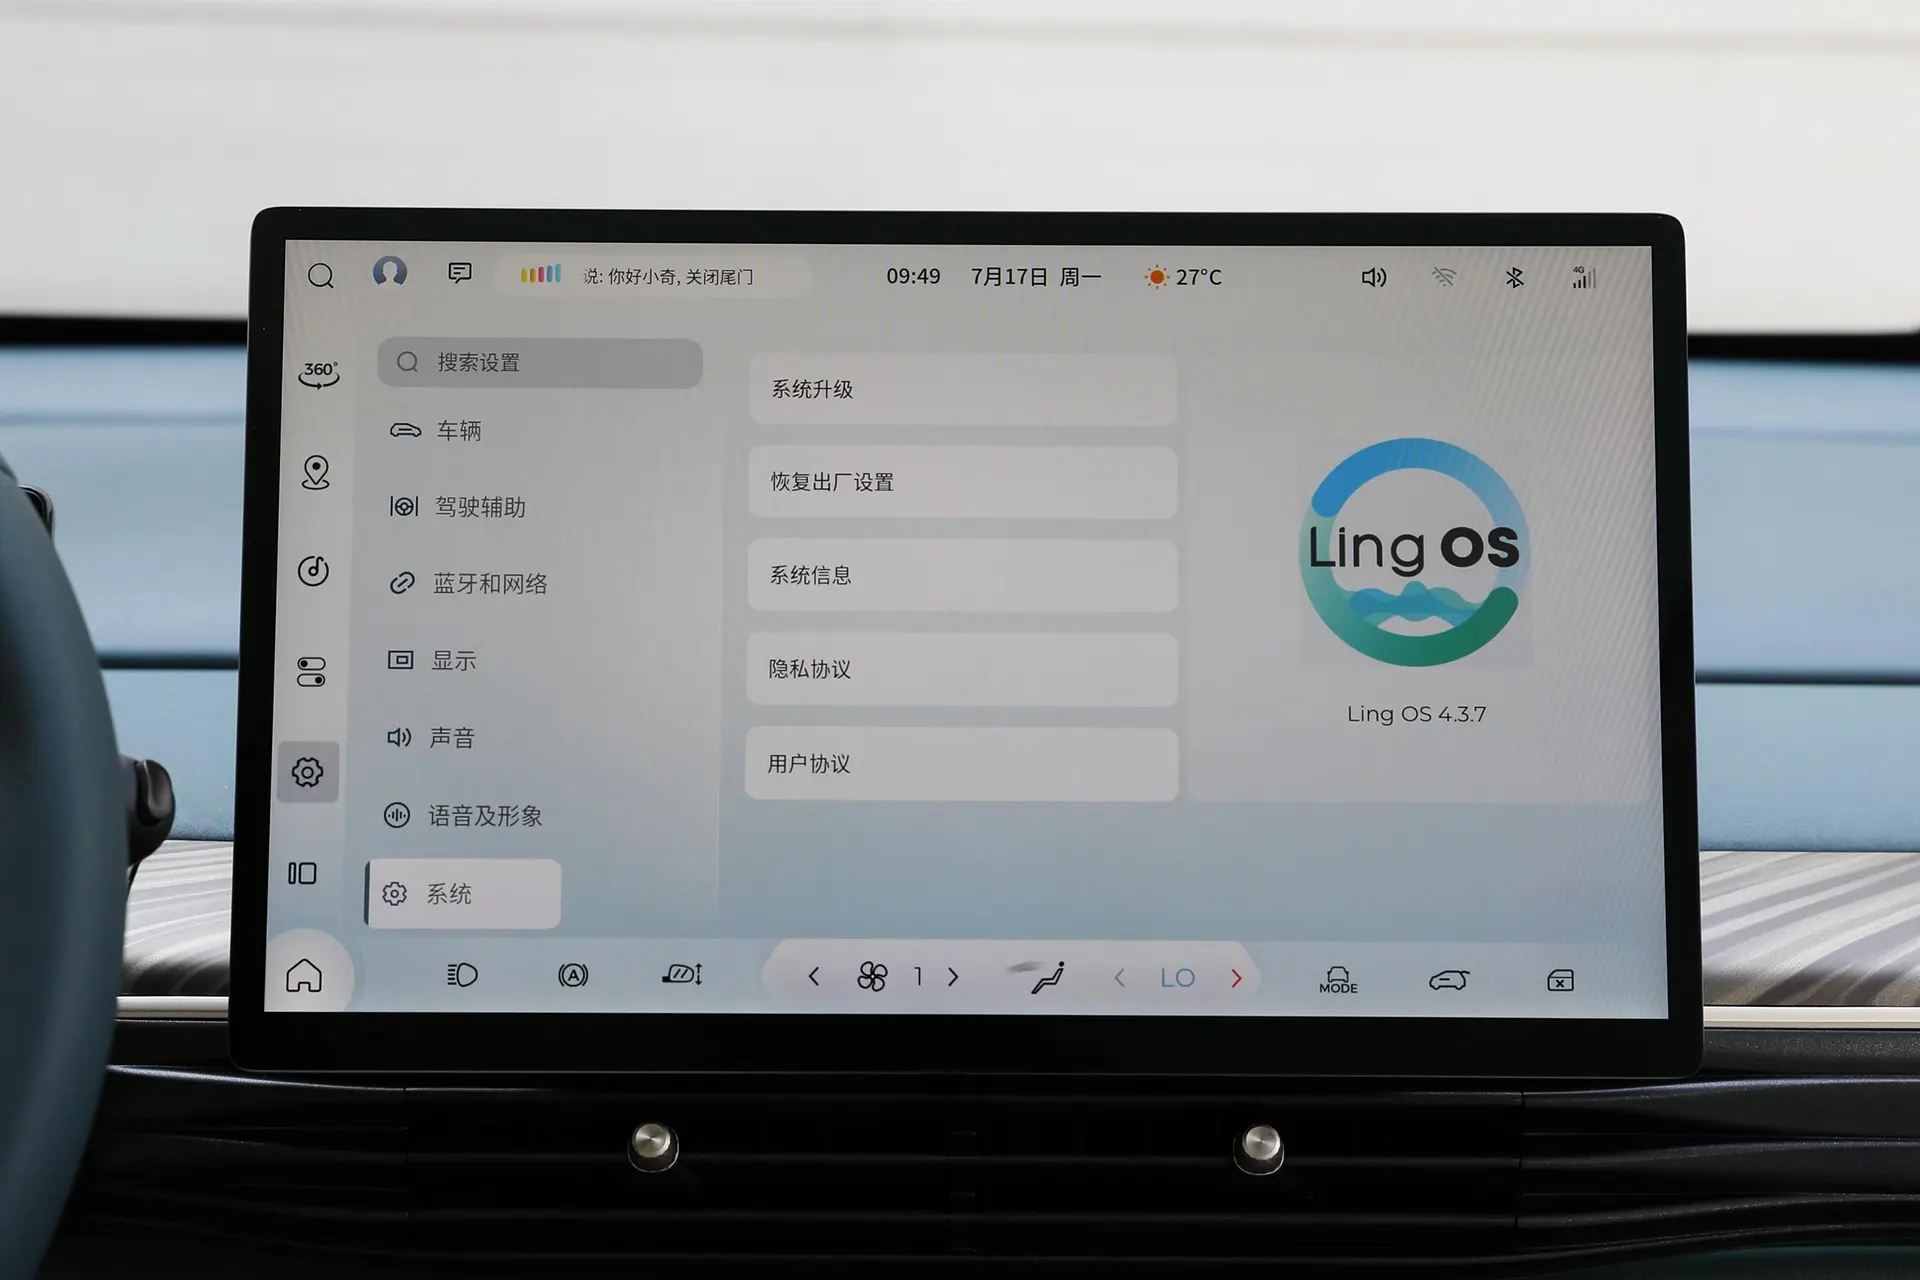 说: 你好小奇, 关闭尾门
09:49
7月17日 周一
27°C
4G
360°
搜索设置
车辆
驾驶辅助
蓝牙和网络
显示
声音
语音及形象
系统
系统升级
恢复出厂设置
系统信息
隐私协议
用户协议
Ling OS
Ling OS 4.3.7
A
1
LO
MODE